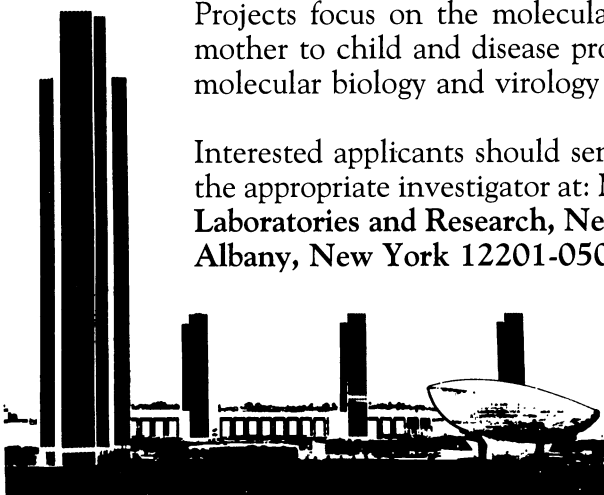 Projects focus on the molecula
mother to child and disease pro
molecular biology and virology
Interested applicants should ser
the appropriate investigator at:
Laboratories and Research, Ne
Albany, New York 12201-050